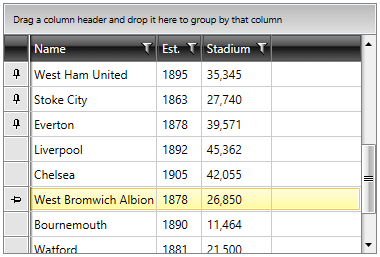 Drag a column header and drop it here to group by that column
Name Est. Stadium
West Ham United 1895 35,345
Stoke City 1863 27,740
Everton 1878 39,571
Liverpool 1892 45,362
Chelsea 1905 42,055
West Bromwich Albion 1878 26,850
Bournemouth 1890 11,464
Watford 1881 21,500